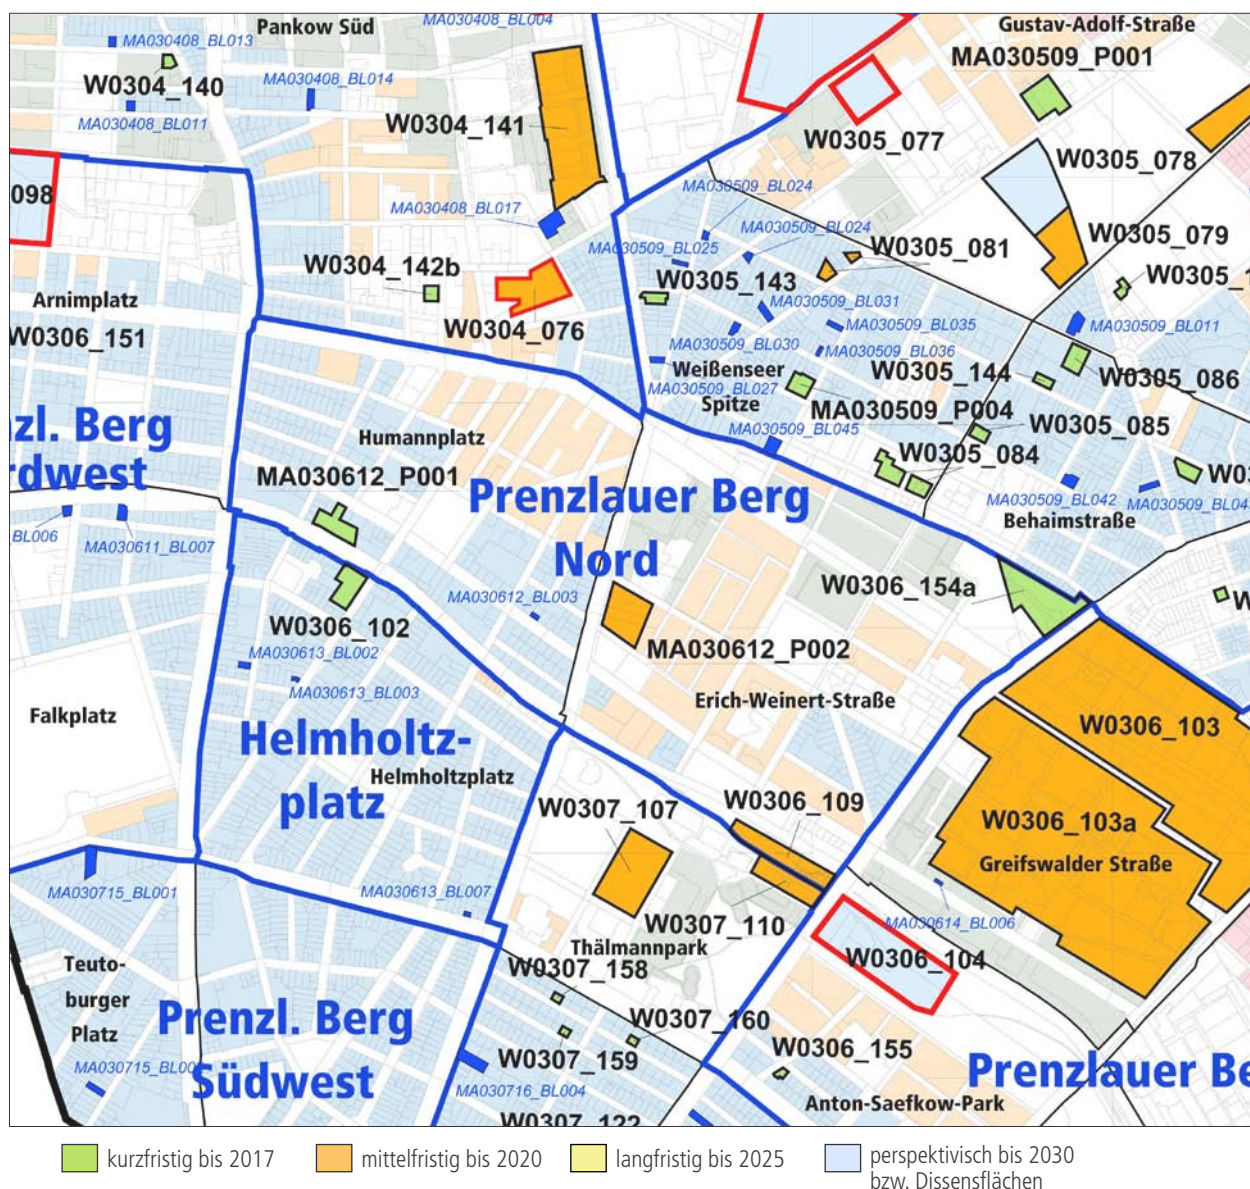 Pankow Süd
MA030408_BL004
Gustav-Adolf-Straße
MA030408_BL013
MA030509_P001
W0304_140
MA030408_BL014
MA030408_BL011
W0304_141
W0305_077
W0305_078
098
MA030408_BL017
MA030509_BL024
MA030509_BL024
W0305_079
MA030509_BL025
W0305_081
W0304_142b
W0305_143
W0305_1
Arnimplatz
MA030509_BL031
W0306_151
W0304_076
MA030509_BL035
MA030509_BL011
MA030509_BL030
MA030509_BL036
Weißenseer
Spitze
W0305_144
W0305_086
MA030509_BL027
MA030509_P004
zl. Berg
rdwest
Humannplatz
MA030509_BL045
W0305_085
W0305_084
MA030612_P001
W03
Prenzlauer Berg
Nord
MA030509_BL042
MA030509_BL04
Behaimstraße
BL006
MA030611_BL007
W0306_154a
MA030612_BL003
W
W0306_102
MA030613_BL002
MA030612_P002
MA030613_BL003
Erich-Weinert-Straße
Falkplatz
W0306_103
Helmholtz-
platz
Helmholtzplatz
W0307_107
W0306_109
W0306_103a
Greifswalder Straße
MA030715_BL001
MA030613_BL007
W0307_110
MA030614_BL006
Thälmannpark
W0306_104
Teuto-
burger
Platz
W0307_158
Prenzl. Berg
Südwest
W0307_160
W0307_159
W0306_155
MA030715_BL00
MA030716_BL004
Prenzlauer Be
Anton-Saefkow-Park
W0307_122
kurzfristig bis 2017
mittelfristig bis 2020
langfristig bis 2025
perspektivisch bis 2030
bzw. Dissensflächen